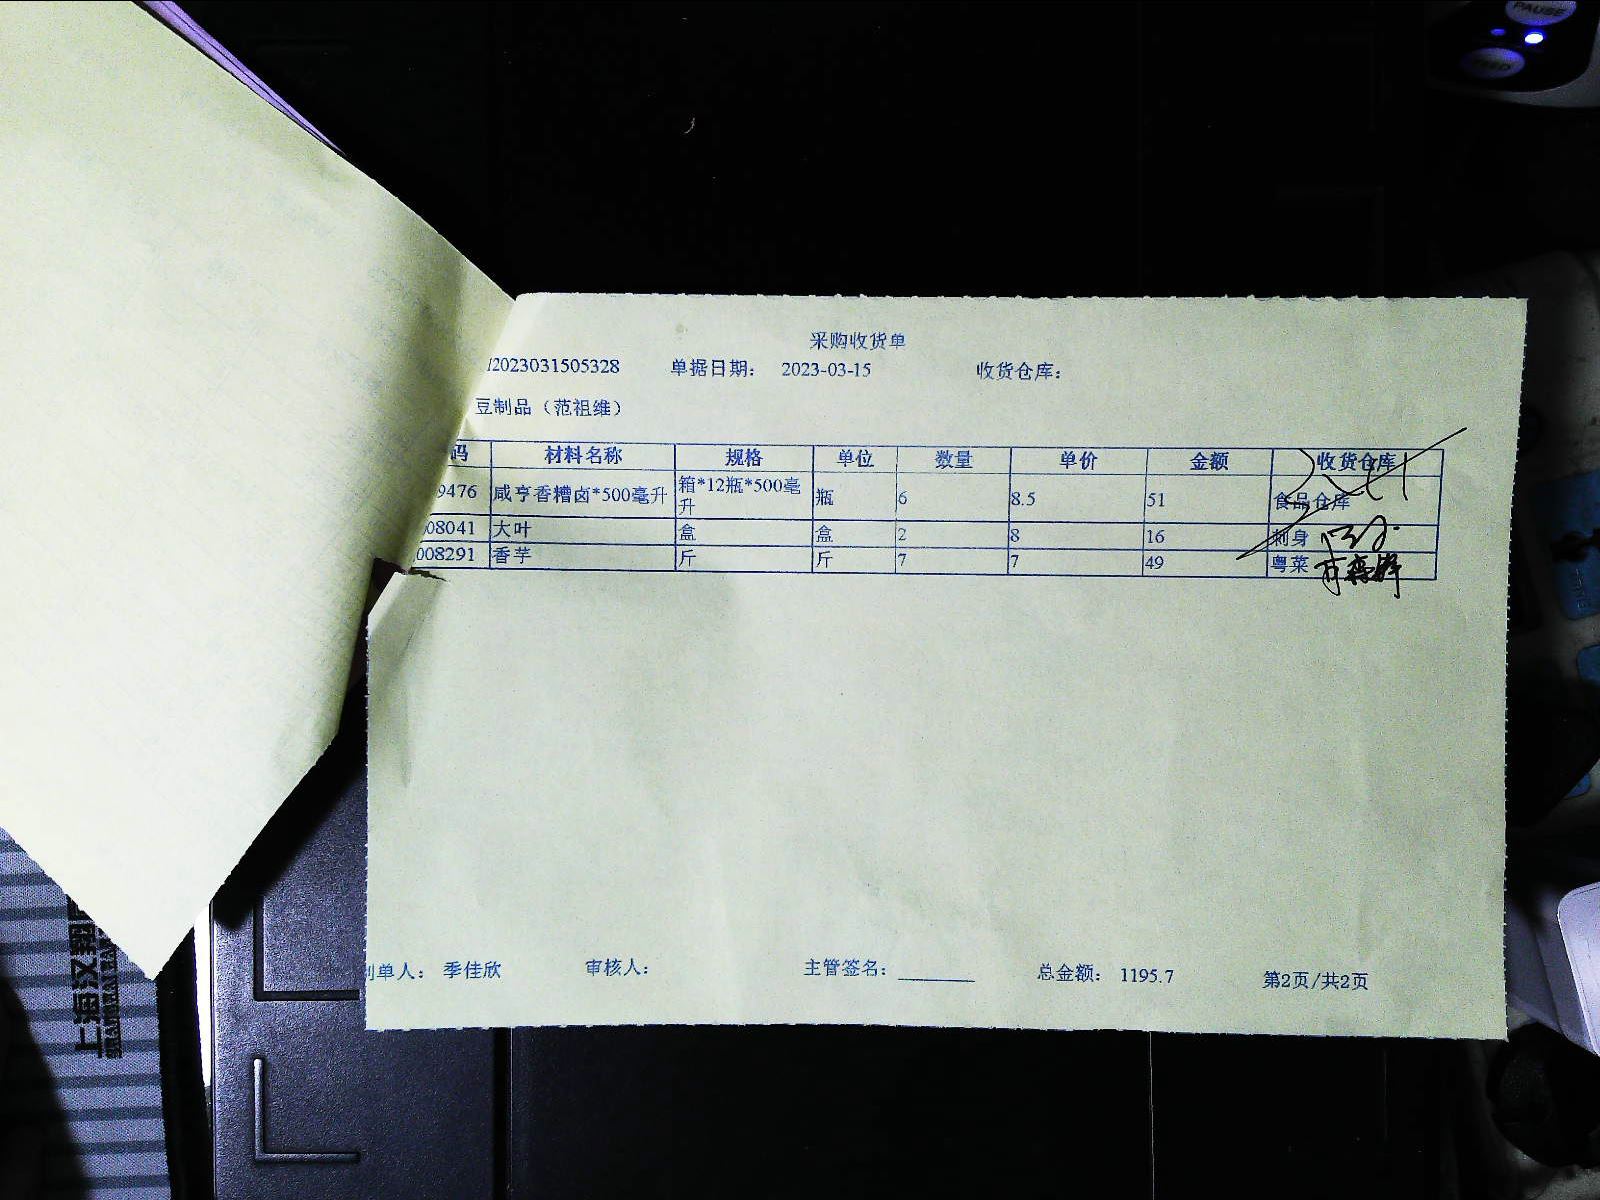 PAUSE
采购收货单
2023031505328 单据日期： 2023-03-15 收货仓库：
豆制品（范祖维）
码 材料名称 规格 单位 数量 单价 金额 收货仓库
9476 咸亨香糟卤*500毫升 箱*12瓶*500毫升 瓶 6 8.5 51 食品仓库
08041 大叶 盒 盒 2 8 16 刺身
008291 香芋 斤 斤 7 7 49 粤菜
制单人： 季佳欣 审核人： 主管签名： 总金额： 1195.7 第2页/共2页
上海汉翔